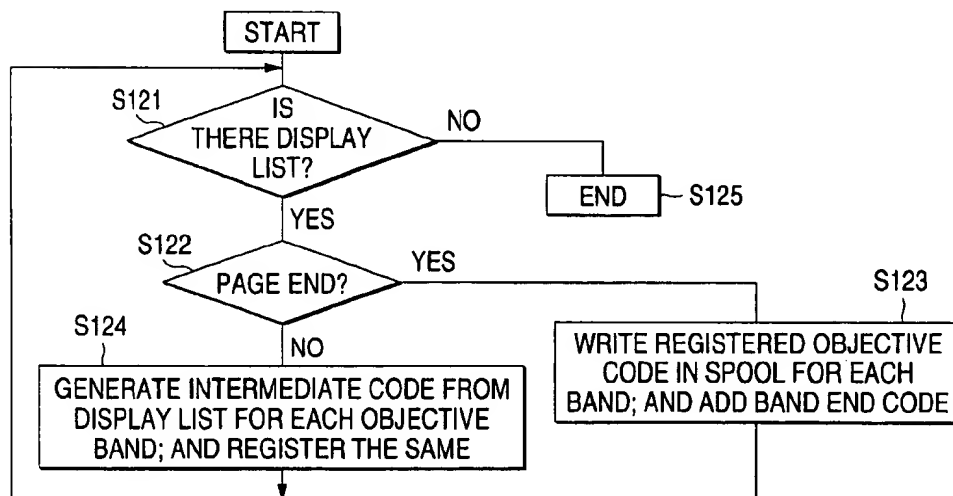 START
S121
IS
THERE DISPLAY
LIST?
NO
END
S125
YES
S122
PAGE END?
YES
S123
S124
NO
WRITE REGISTERED OBJECTIVE
CODE IN SPOOL FOR EACH
BAND; AND ADD BAND END CODE
GENERATE INTERMEDIATE CODE FROM
DISPLAY LIST FOR EACH OBJECTIVE
BAND; AND REGISTER THE SAME